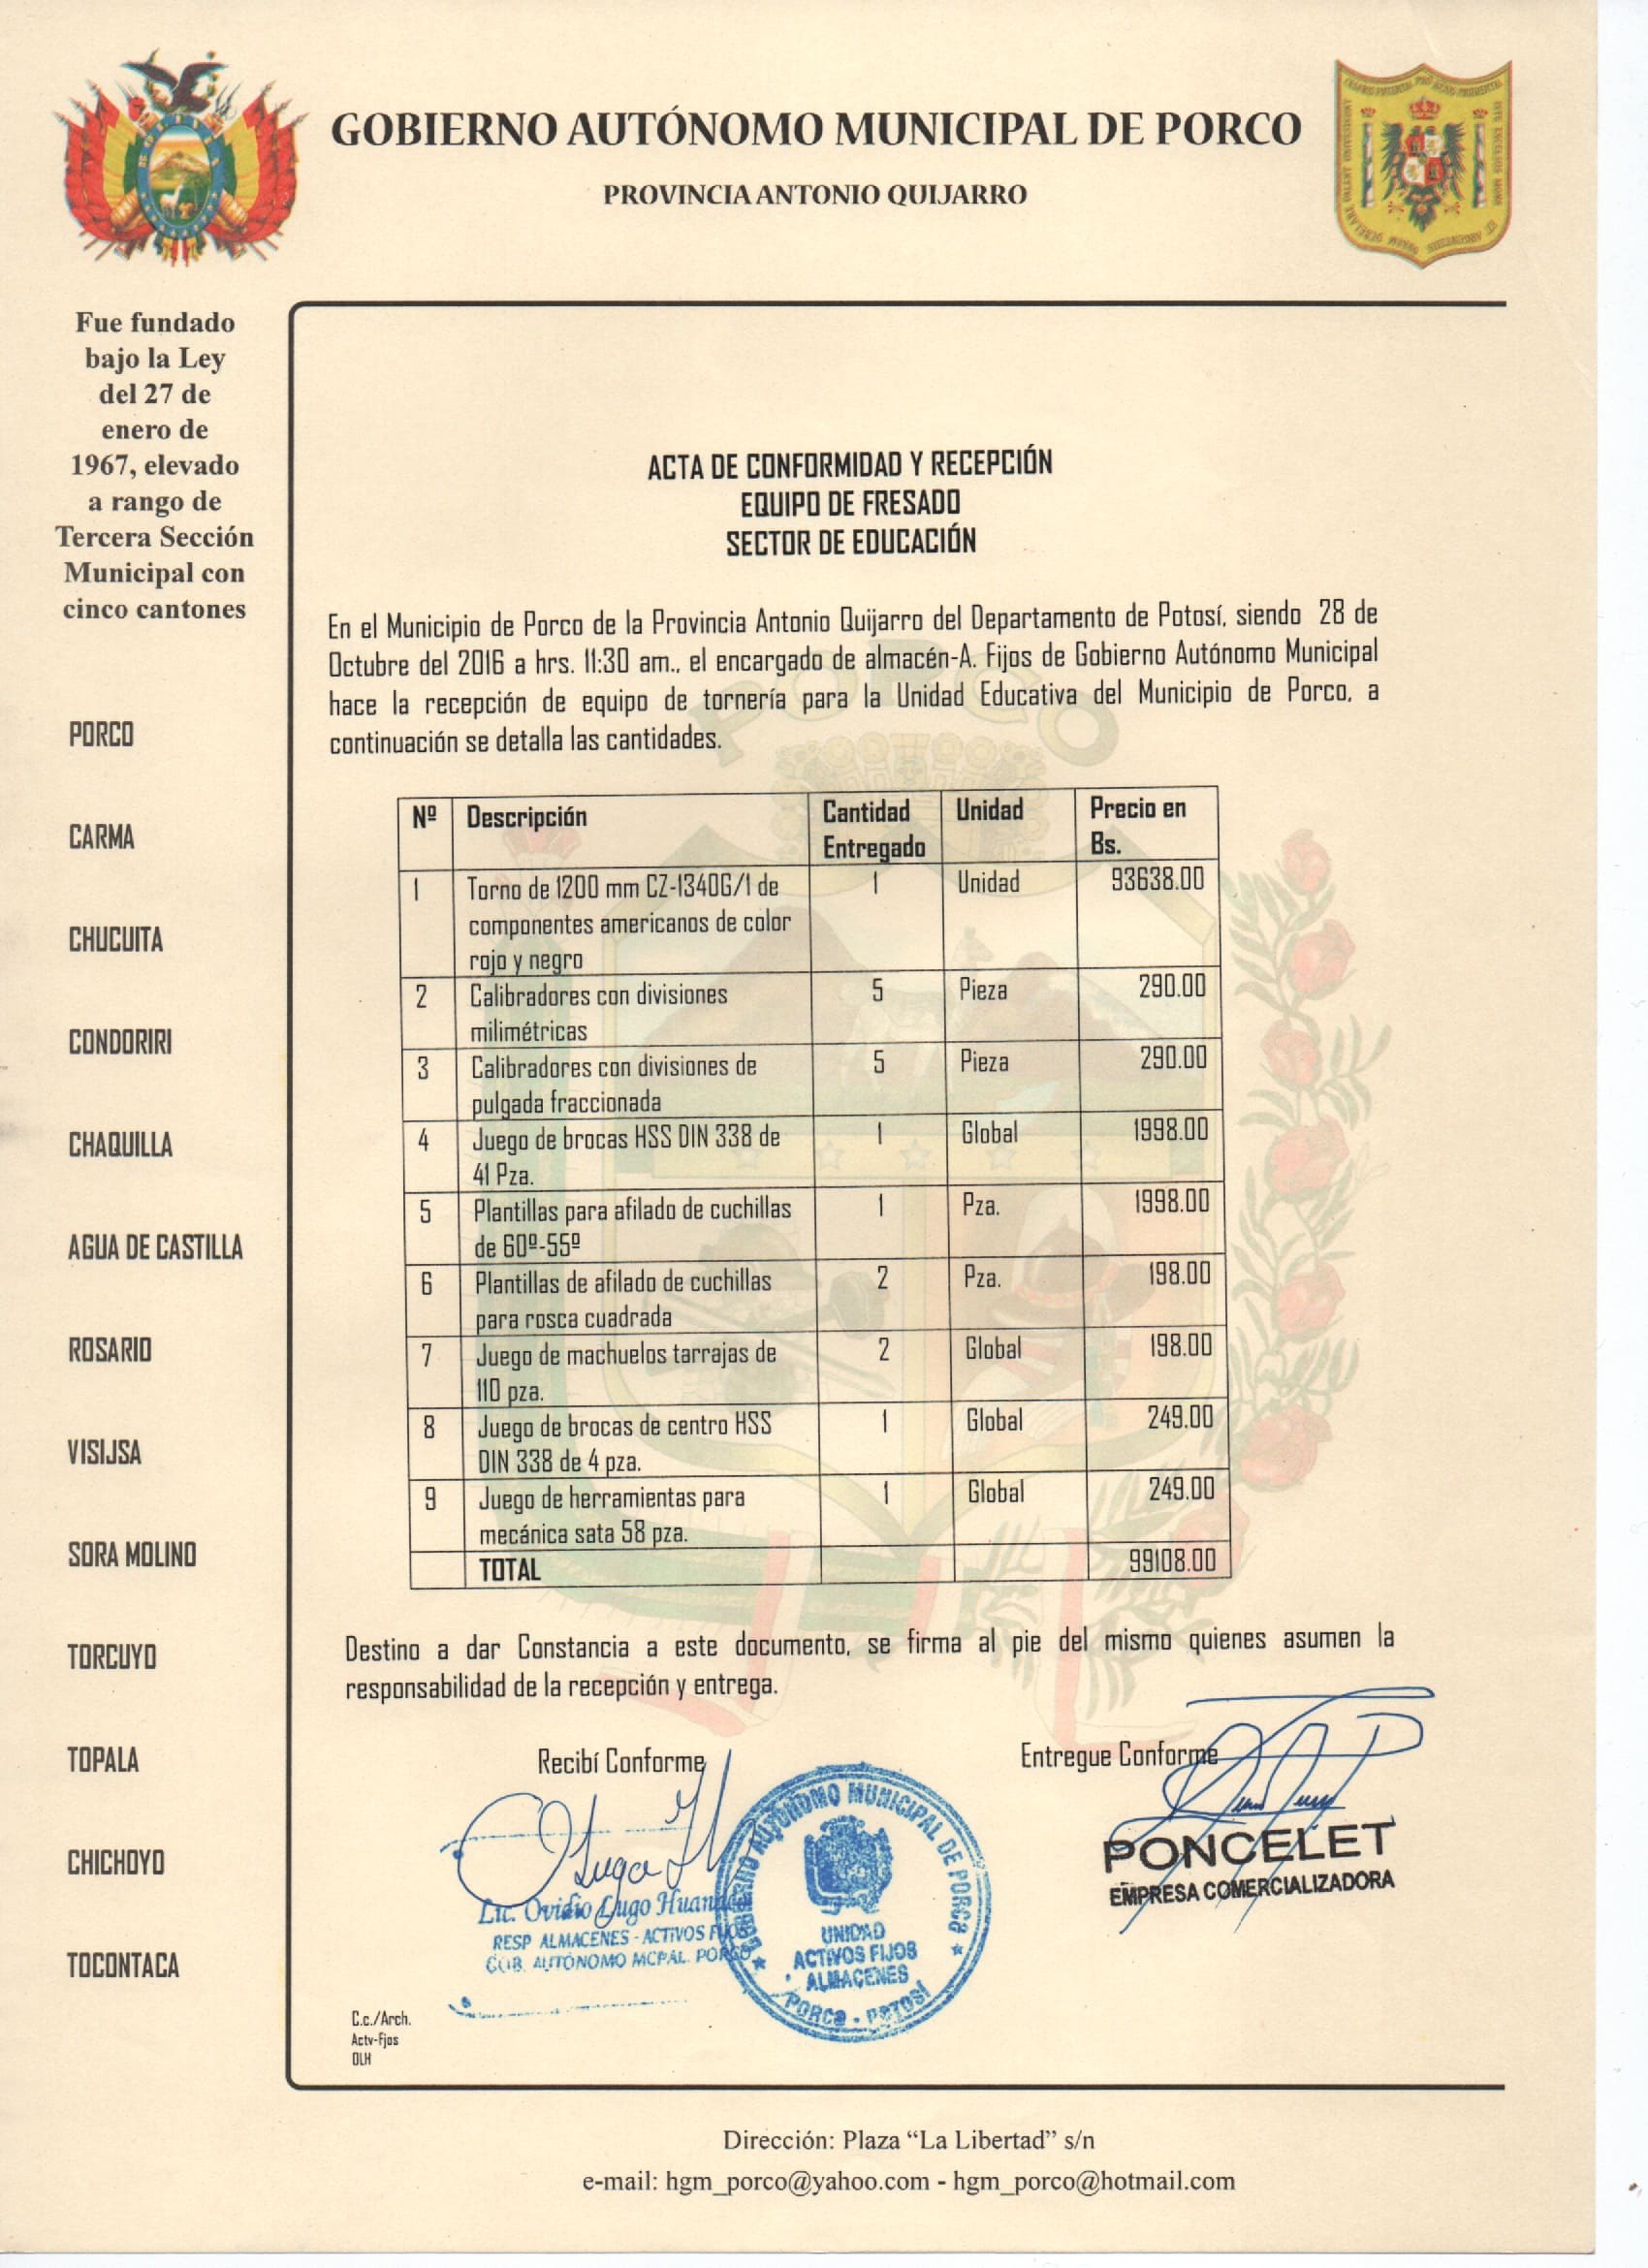 GOBIERNO AUTÓNOMO MUNICIPAL DE PORCO
PROVINCIA ANTONIO QUIJARRO
Fue fundado
bajo la Ley
del 27 de
enero de
1967, elevado
a rango de
Tercera Sección
Municipal con
cinco cantones
PORCO
CARMA
CHUCUITA
CONDORIRI
CHAQUILLA
AGUA DE CASTILLA
ROSARIO
VISIJSA
SORA MOLINO
TORCUYO
TOPALA
CHICHOYO
TOCONTACA
ACTA DE CONFORMIDAD Y RECEPCIÓN
EQUIPO DE FRESADO
SECTOR DE EDUCACIÓN
En el Municipio de Porco de la Provincia Antonio Quijarro del Departamento de Potosí, siendo 28 de
Octubre del 2016 a hrs. 11:30 am., el encargado de almacén-A. Fijos de Gobierno Autónomo Municipal
hace la recepción de equipo de tornería para la Unidad Educativa del Municipio de Porco, a
continuación se detalla las cantidades.
PORCO
Nº Descripción Cantidad Unidad Precio en
Entregado Bs.
1 Torno de 1200 mm CZ-1340G/1 de 1 Unidad 93638.00
componentes americanos de color
rojo y negro
2 Calibradores con divisiones 5 Pieza 290.00
milimétricas
3 Calibradores con divisiones de 5 Pieza 290.00
pulgada fraccionada
4 Juego de brocas HSS DIN 338 de 1 Global 1998.00
41 Pza.
5 Plantillas para afilado de cuchillas 1 Pza. 1998.00
de 60º-55º
6 Plantillas de afilado de cuchillas 2 Pza. 198.00
para rosca cuadrada
7 Juego de machuelos tarrajas de 2 Global 198.00
110 pza.
8 Juego de brocas de centro HSS 1 Global 249.00
DIN 338 de 4 pza.
9 Juego de herramientas para 1 Global 249.00
mecánica sata 58 pza.
TOTAL 99108.00
Destino a dar Constancia a este documento, se firma al pie del mismo quienes asumen la
responsabilidad de la recepción y entrega.
Recibí Conforme
Entregue Conforme
Lic. Ovidio Lugo
RESP ALMACENES - ACTIVOS FIJOS
GOB. AUTÓNOMO MCPAL. PORCO
GOBIERNO AUTONOMO MUNICIPAL DE PORCO
UNIDAD
ACTIVOS FIJOS
ALMACENES
PORCO - POTOSÍ
PONCELET
EMPRESA COMERCIALIZADORA
C.c./Arch.
Actv-Fjos
OLH
Dirección: Plaza “La Libertad” s/n
e-mail: hgm_porco@yahoo.com - hgm_porco@hotmail.com